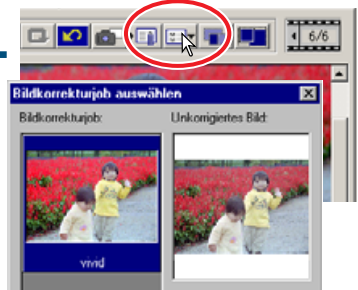 6/6
Bildkorrekturjob auswählen
Bildkorrekturjob:
Unkorrigiertes Bild:
vivid